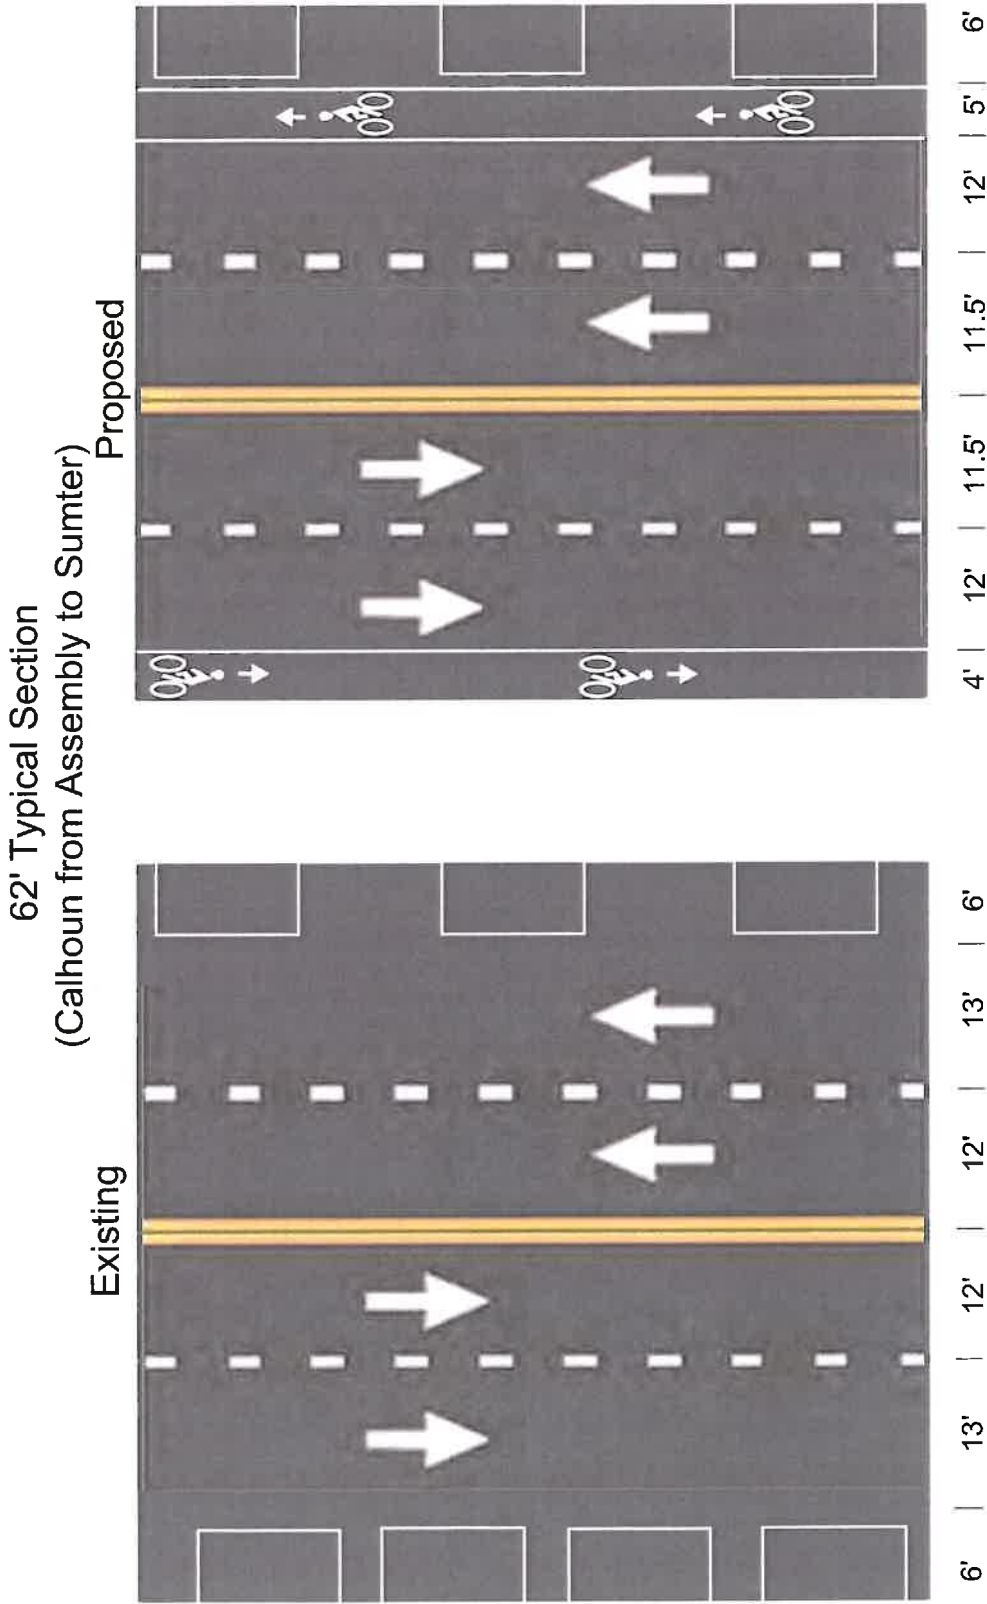 62' Typical Section
(Calhoun from Assembly to Sumter)
Existing
6' 13' 12' 12' 13' 6'
Proposed
4' 12' 11.5' 11.5' 12' 5' 6'